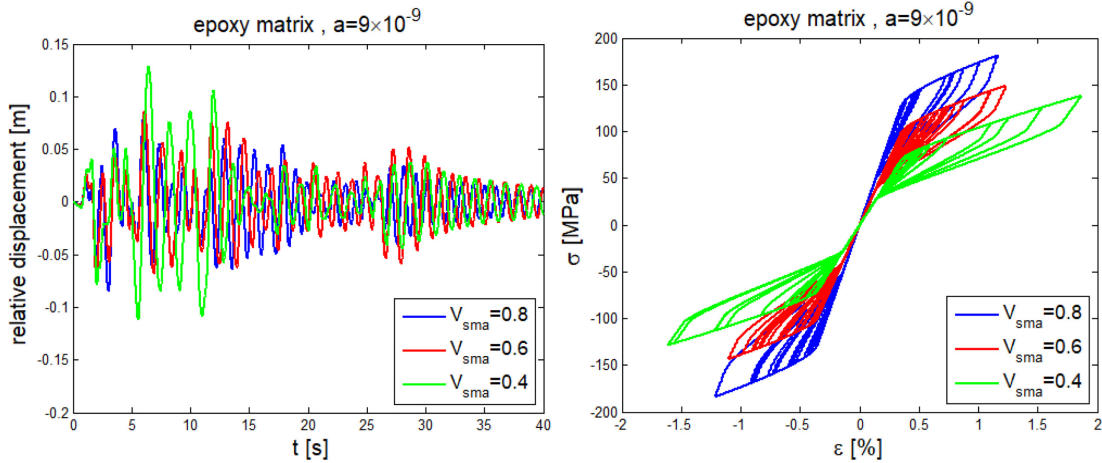 epoxy matrix , a=9×10⁻⁹
0.15
0.1
0.05
0
-0.05
-0.1
-0.15
-0.2
relative displacement [m]
0 5 10 15 20 25 30 35 40
t [s]
V_sma=0.8
V_sma=0.6
V_sma=0.4
epoxy matrix , a=9×10⁻⁹
200
150
100
50
0
-50
-100
-150
-200
σ [MPa]
-2 -1.5 -1 -0.5 0 0.5 1 1.5 2
ε [%]
V_sma=0.8
V_sma=0.6
V_sma=0.4